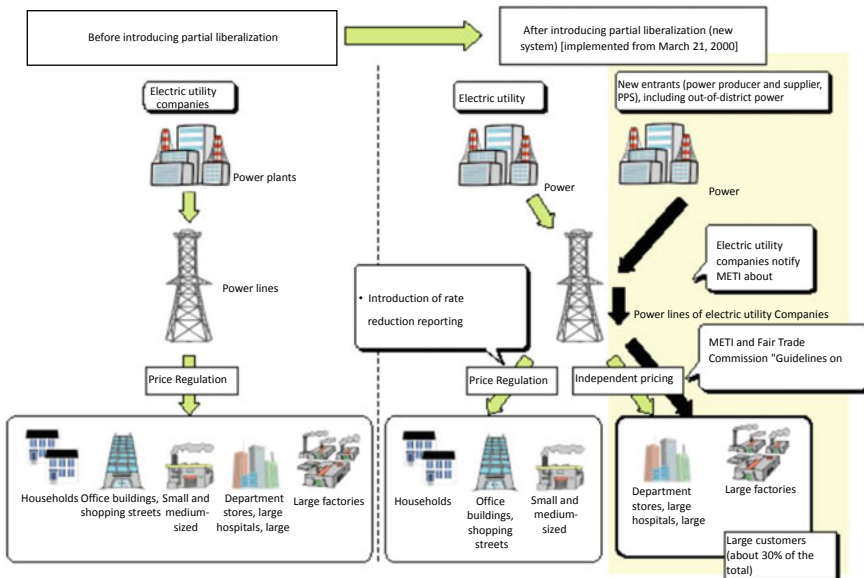 Before introducing partial liberalization
After introducing partial liberalization (new
system) [implemented from March 21, 2000]
Electric utility
companies
Power plants
Power lines
Price Regulation
Households
Office buildings,
shopping streets
Small and
medium-
sized
Department
stores, large
hospitals, large
Large factories
Electric utility
Power
New entrants (power producer and supplier,
PPS), including out-of-district power
Power
Electric utility
companies notify
METI about
• Introduction of rate
reduction reporting
Power lines of electric utility Companies
METI and Fair Trade
Commission "Guidelines on
Price Regulation
Independent pricing
Households
Office
buildings,
shopping
streets
Small and
medium-
sized
Department
stores, large
hospitals, large
Large factories
Large customers
(about 30% of the
total)